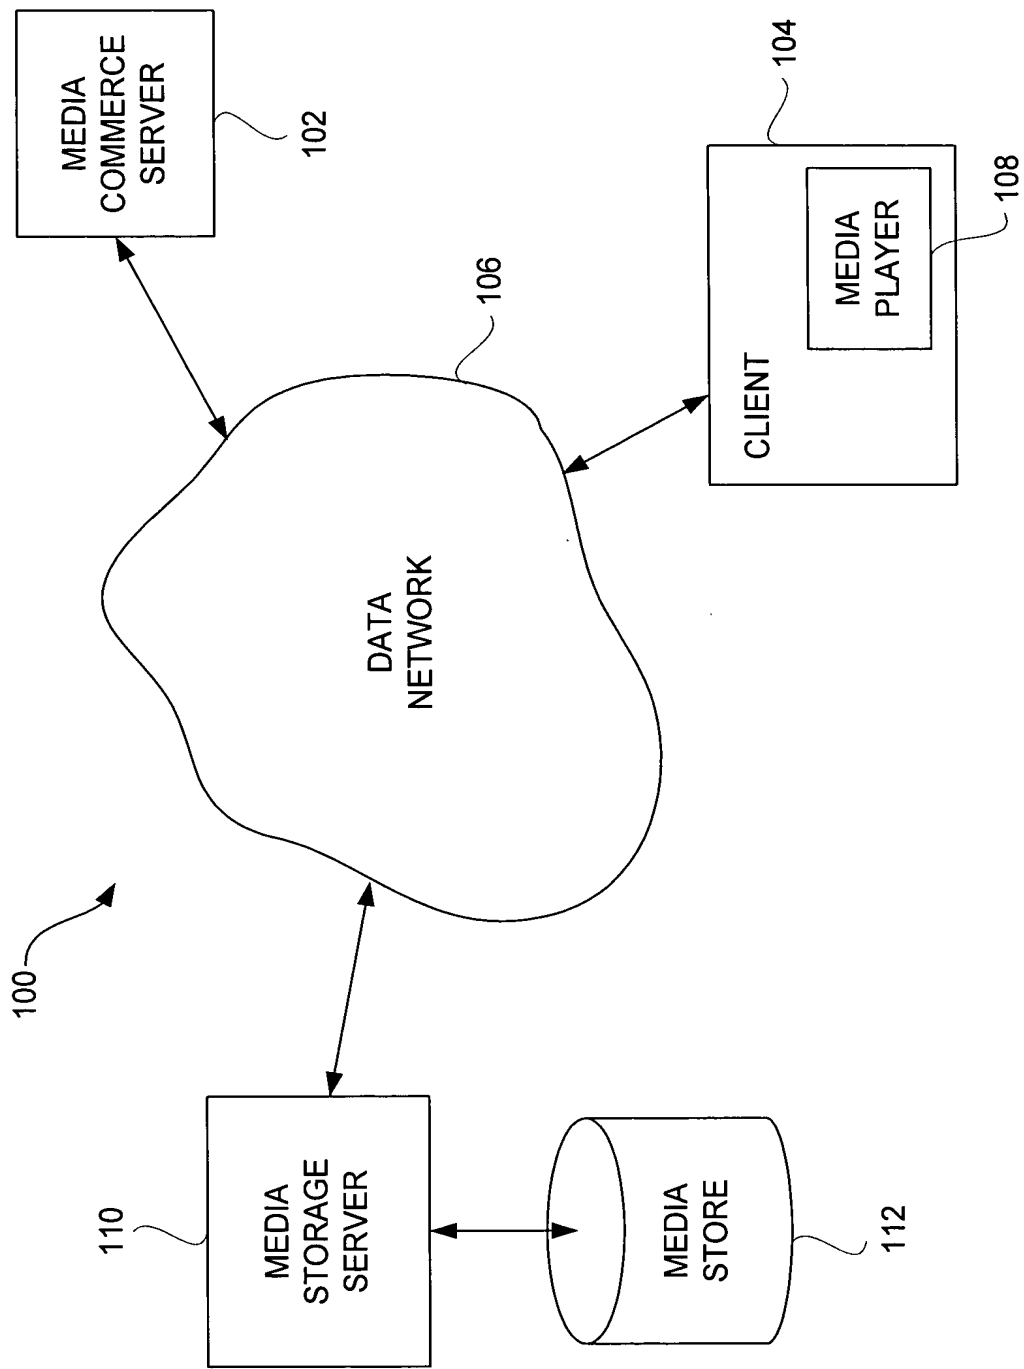 100
110
MEDIA
STORAGE
SERVER
MEDIA
STORE
112
DATA
NETWORK
106
MEDIA
COMMERCE
SERVER
102
CLIENT
104
MEDIA
PLAYER
108